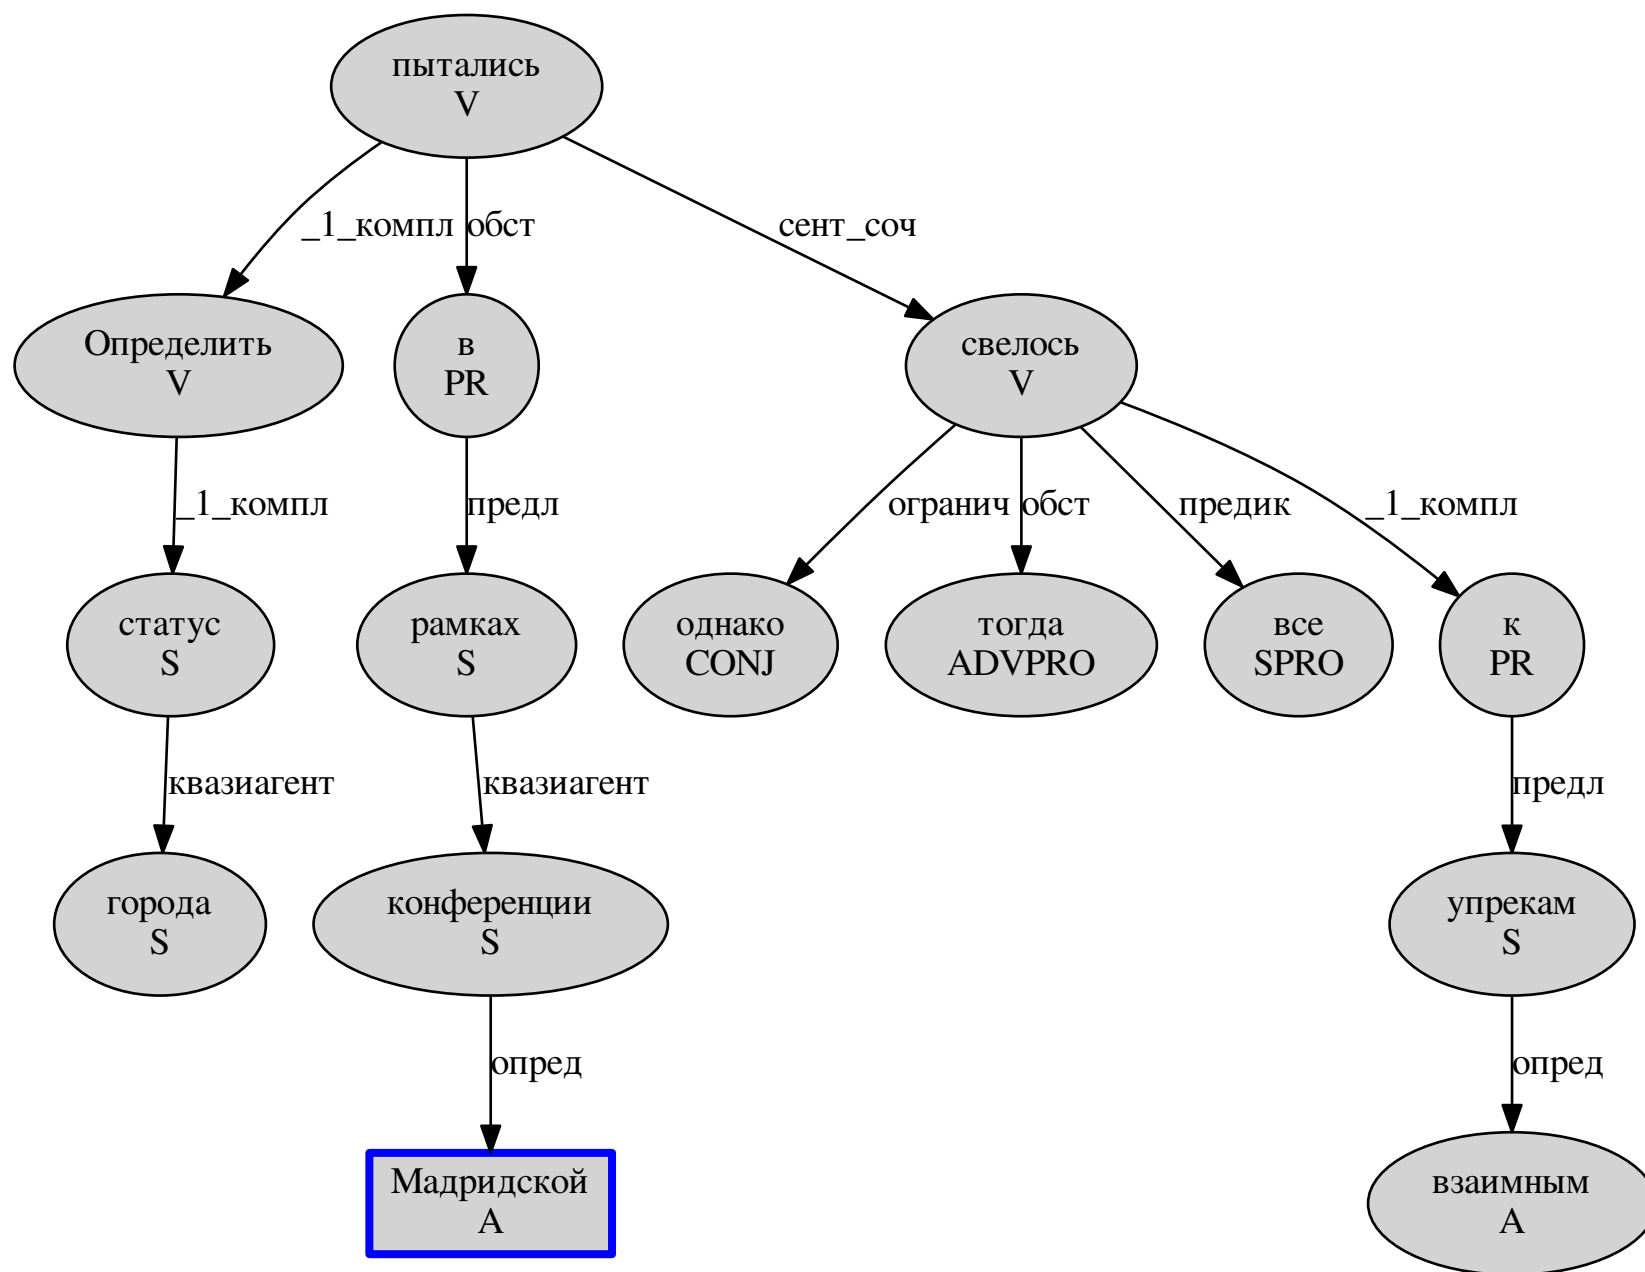 пытались
V
_1_компл
обст
сент_соч
Определить
V
в
PR
свелось
V
_1_компл
предл
огранич
обст
предик
_1_компл
статус
S
рамках
S
однако
CONJ
тогда
ADVPRO
все
SPRO
к
PR
квазиагент
квазиагент
предл
города
S
конференции
S
упрекам
S
опред
опред
Мадридской
A
взаимным
A